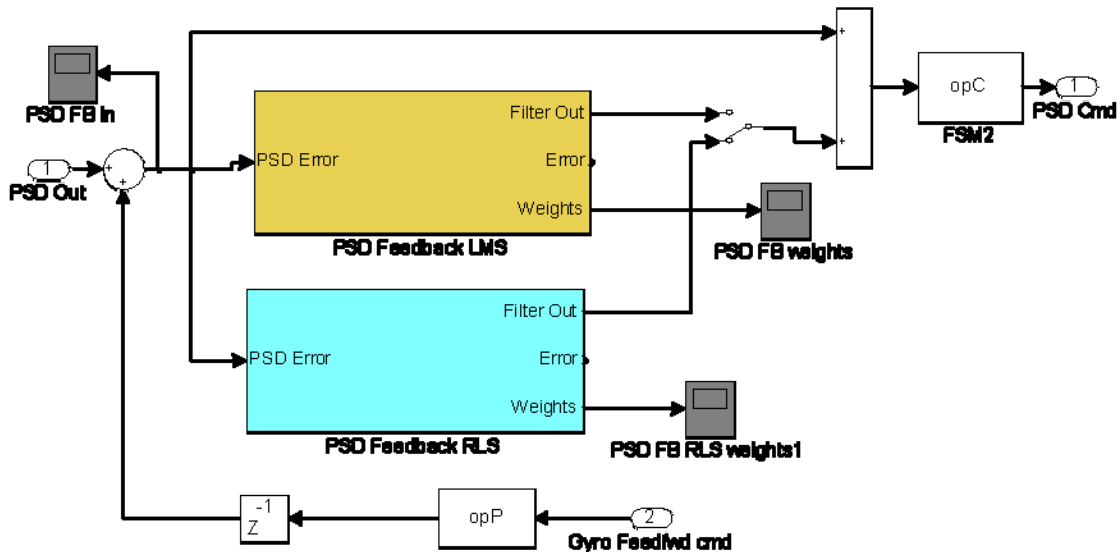 PSD FB In
1
PSD Out
+
+
PSD Error
Filter Out
Error
Weights
PSD Feedback LMS
PSD FB weights
+
+
opC
FSM2
1
PSD Cmd
PSD Error
Filter Out
Error
Weights
PSD Feedback RLS
PSD FB RLS weights1
-1
Z
opP
2
Gyro Feedfwd cmd